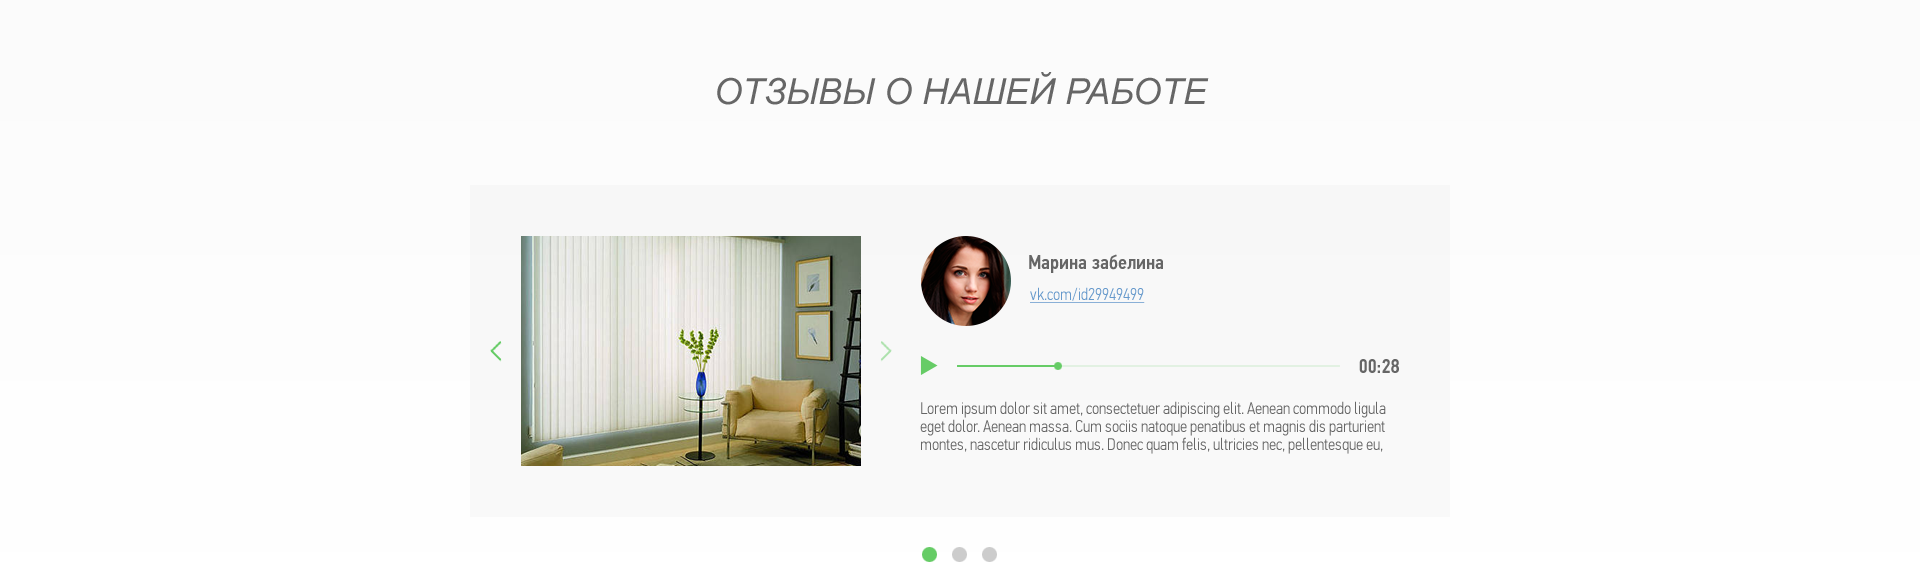 ОТЗЫВЫ О НАШЕЙ РАБОТЕ
Марина забелина
vk.com/id29949499
00:28
Lorem ipsum dolor sit amet, consectetuer adipiscing elit. Aenean commodo ligula
eget dolor. Aenean massa. Cum sociis natoque penatibus et magnis dis parturient
montes, nascetur ridiculus mus. Donec quam felis, ultricies nec, pellentesque eu,